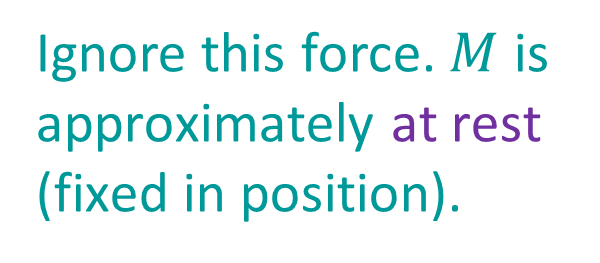 Ignore this force. M is
approximately at rest
(fixed in position).